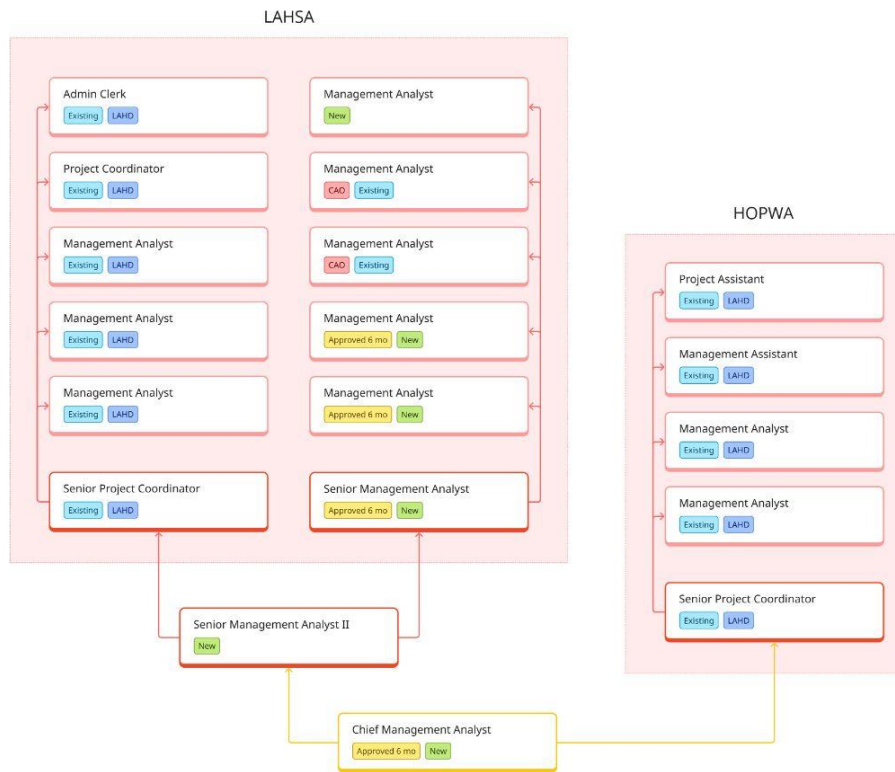 LAHSA
Admin Clerk
Existing LAHD
Project Coordinator
Existing LAHD
Management Analyst
Existing LAHD
Management Analyst
Existing LAHD
Management Analyst
Existing LAHD
Senior Project Coordinator
Existing LAHD
Management Analyst
New
Management Analyst
CAO Existing
Management Analyst
CAO Existing
Management Analyst
Approved 6 mo New
Management Analyst
Approved 6 mo New
Senior Management Analyst
Approved 6 mo New
HOPWA
Project Assistant
Existing LAHD
Management Assistant
Existing LAHD
Management Analyst
Existing LAHD
Management Analyst
Existing LAHD
Senior Project Coordinator
Existing LAHD
Senior Management Analyst II
New
Chief Management Analyst
Approved 6 mo New